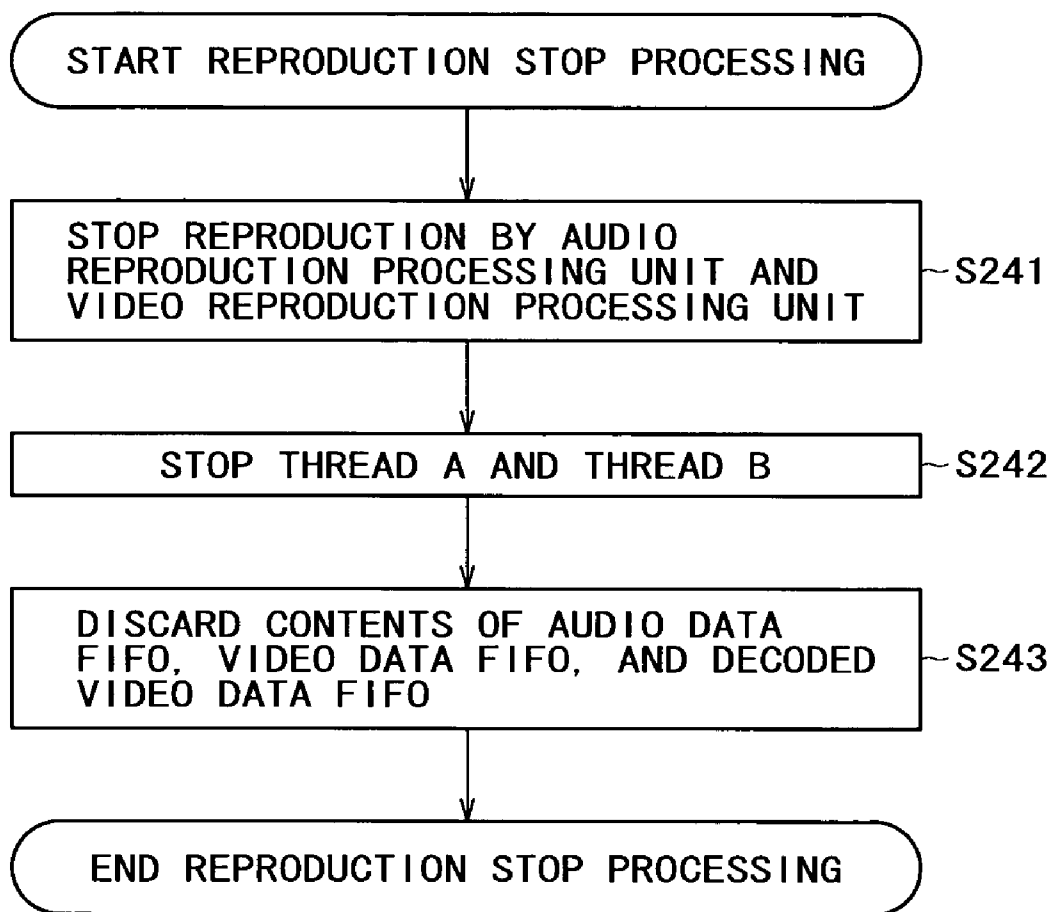 START REPRODUCTION STOP PROCESSING
STOP REPRODUCTION BY AUDIO
REPRODUCTION PROCESSING UNIT AND
VIDEO REPRODUCTION PROCESSING UNIT
~S241
STOP THREAD A AND THREAD B
~S242
DISCARD CONTENTS OF AUDIO DATA
FIFO, VIDEO DATA FIFO, AND DECODED
VIDEO DATA FIFO
~S243
END REPRODUCTION STOP PROCESSING